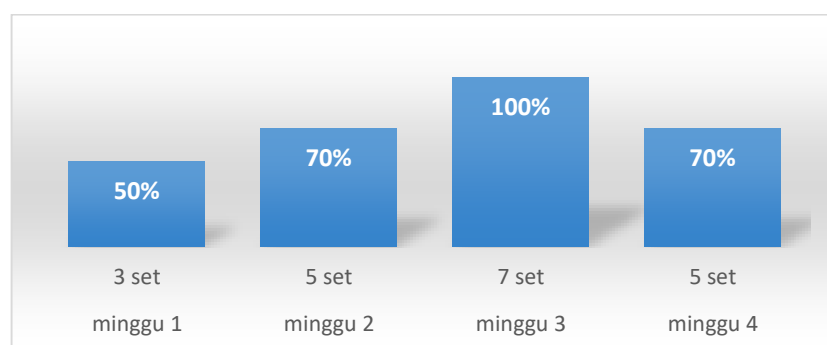 50%
70%
100%
70%
3 set
5 set
7 set
5 set
minggu 1
minggu 2
minggu 3
minggu 4